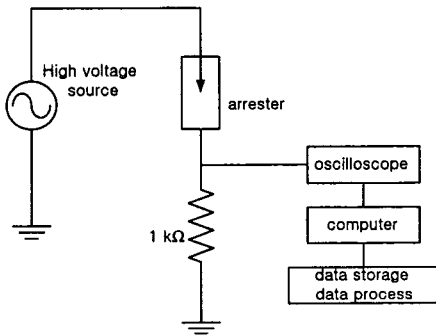 High voltage
source
arrester
oscilloscope
1 kΩ
computer
data storage
data process